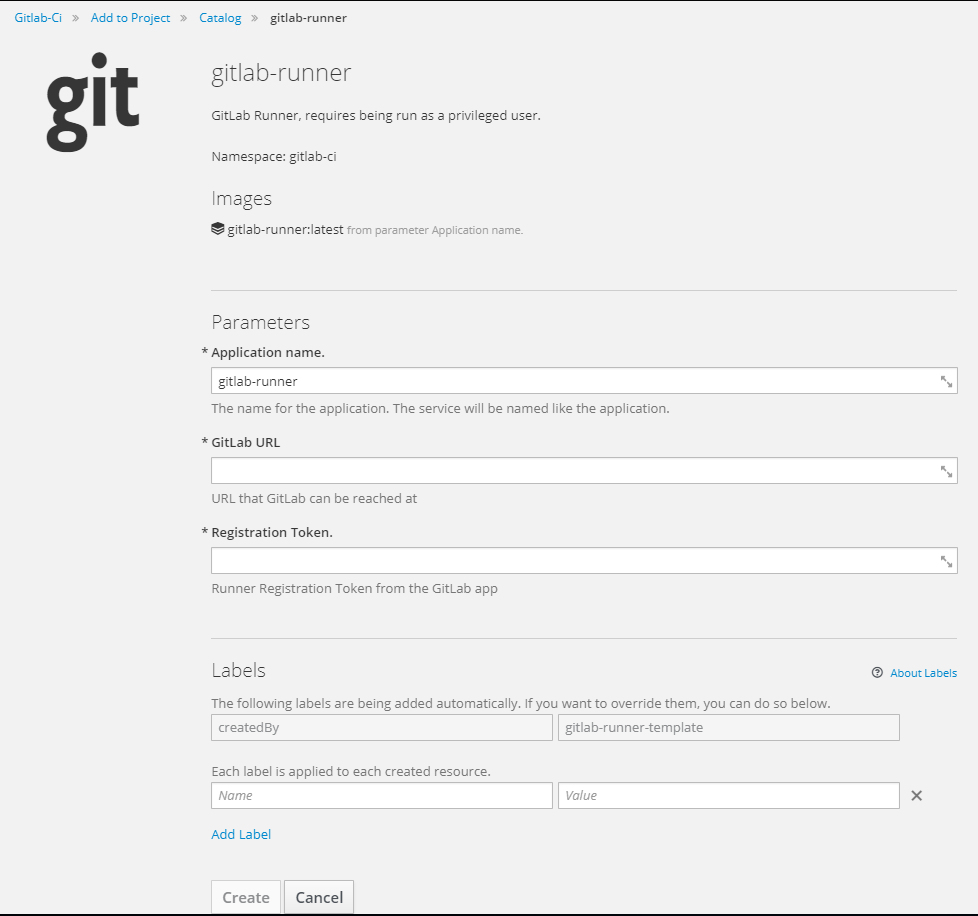 Gitlab-Ci » Add to Project » Catalog » gitlab-runner
git
gitlab-runner
GitLab Runner, requires being run as a privileged user.
Namespace: gitlab-ci
Images
gitlab-runner:latest from parameter Application name.
Parameters
* Application name.
gitlab-runner
The name for the application. The service will be named like the application.
* GitLab URL
URL that GitLab can be reached at
* Registration Token.
Runner Registration Token from the GitLab app
Labels
About Labels
The following labels are being added automatically. If you want to override them, you can do so below.
createdBy gitlab-runner-template
Each label is applied to each created resource.
Name Value
Add Label
Create Cancel